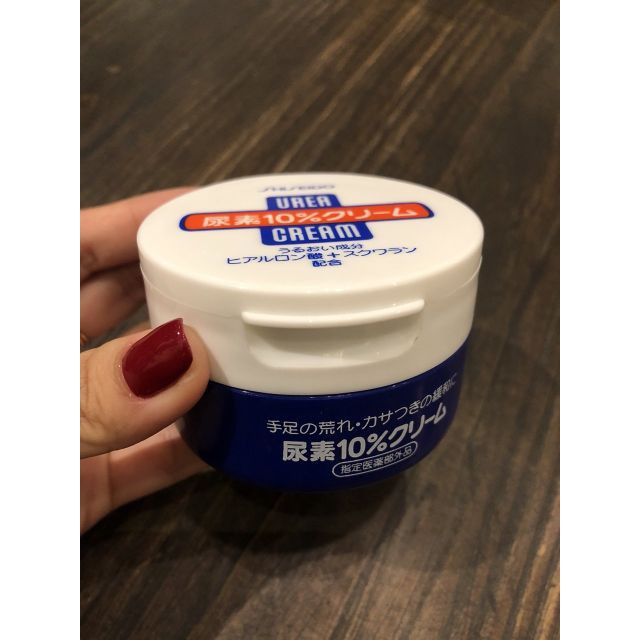 SHISEIDO
UREA
尿素10%クリーム
CREAM
うるおい成分
ヒアルロン酸+スクワラン
配合
手足の荒れ・カサつきの緩和に
尿素10%クリーム
指定医薬部外品